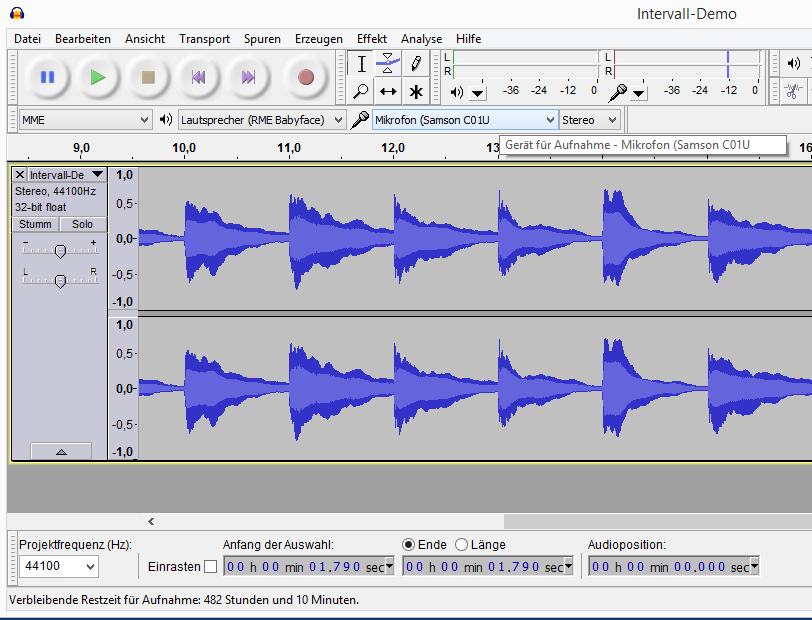 Intervall-Demo
Datei Bearbeiten Ansicht Transport Spuren Erzeugen Effekt Analyse Hilfe
L
R
-36 -24 -12 0
L
R
-36 -24 -12 0
MME
Lautsprecher (RME Babyface)
Mikrofon (Samson C01U
Stereo
Gerät für Aufnahme - Mikrofon (Samson C01U
9,0 10,0 11,0 12,0 13 16
Intervall-De
Stereo, 44100Hz
32-bit float
Stumm Solo
- +
L R
1,0
0,5-
0,0-
-0,5-
-1,0
1,0
0,5-
0,0-
-0,5-
-1,0
Projektfrequenz (Hz):
44100
Einrasten
Anfang der Auswahl:
00 h 00 min 01.790 sec
Ende Länge
00 h 00 min 01.790 sec
Audioposition:
00 h 00 min 00.000 sec
Verbleibende Restzeit für Aufnahme: 482 Stunden und 10 Minuten.